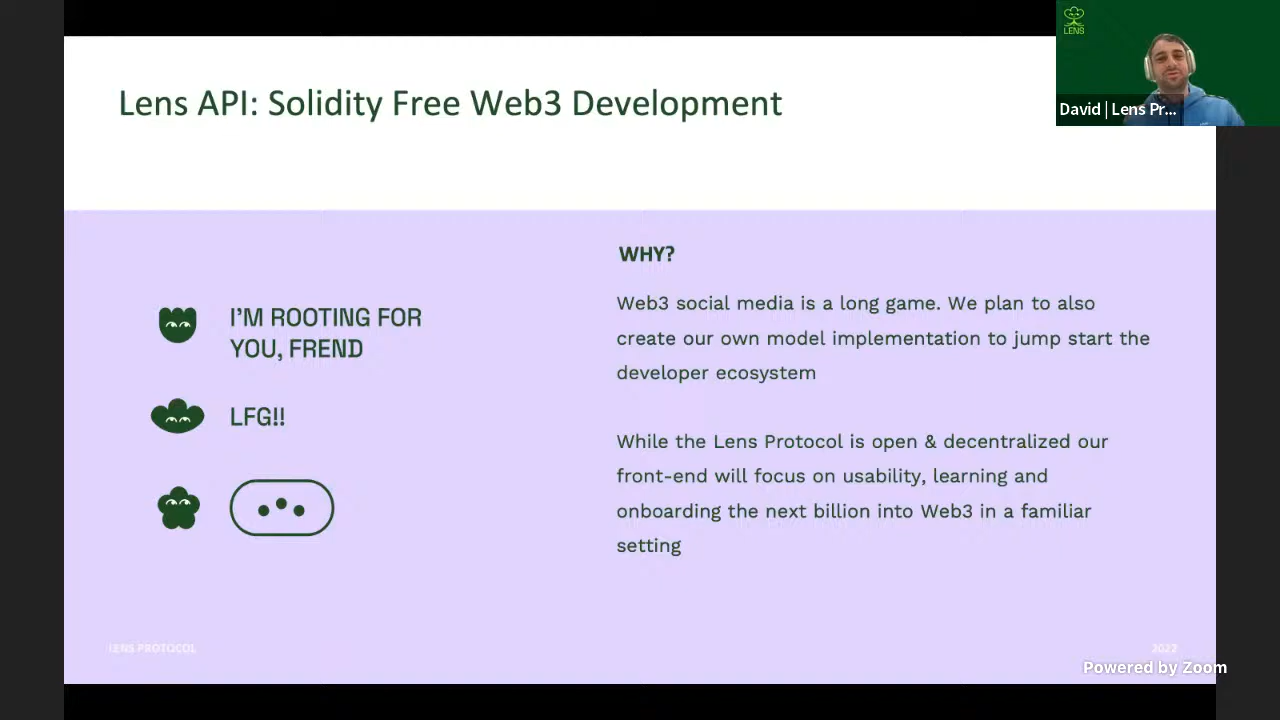 LENS
David | Lens Pr...
Lens API: Solidity Free Web3 Development
I'M ROOTING FOR
YOU, FREND
LFG!!
WHY?
Web3 social media is a long game. We plan to also
create our own model implementation to jump start the
developer ecosystem
While the Lens Protocol is open & decentralized our
front-end will focus on usability, learning and
onboarding the next billion into Web3 in a familiar
setting
LENS PROTOCOL
2022
Powered by Zoom